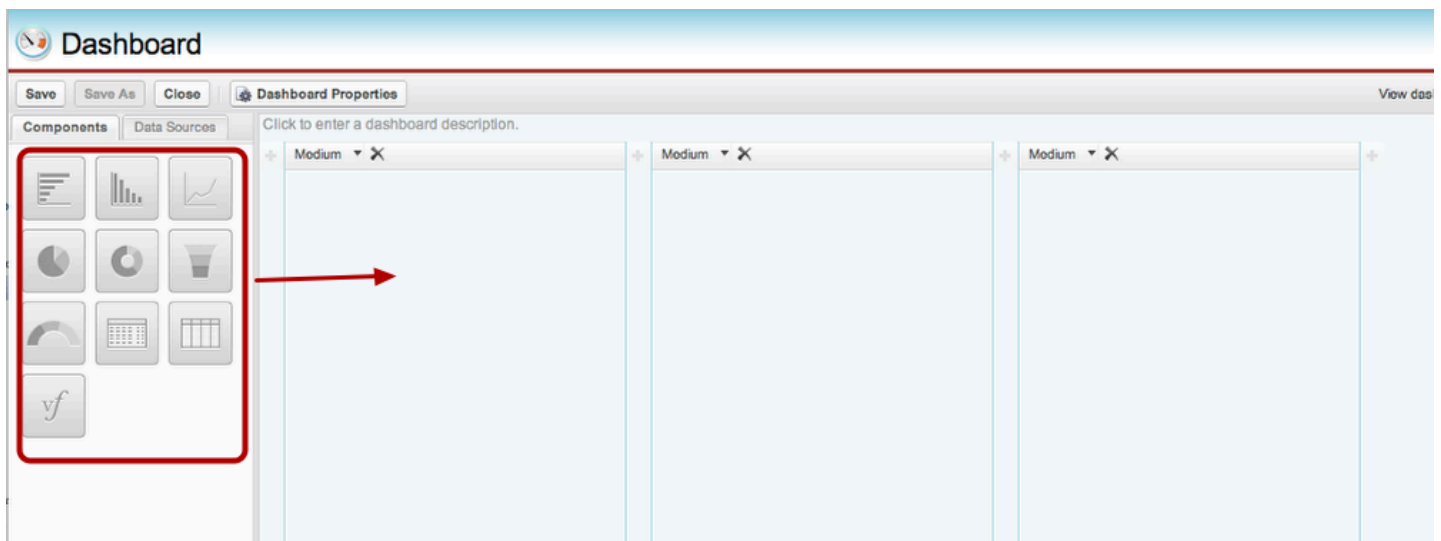 Dashboard
Save Save As Close Dashboard Properties View das
Components Data Sources Click to enter a dashboard description.
Medium Medium Medium
vf